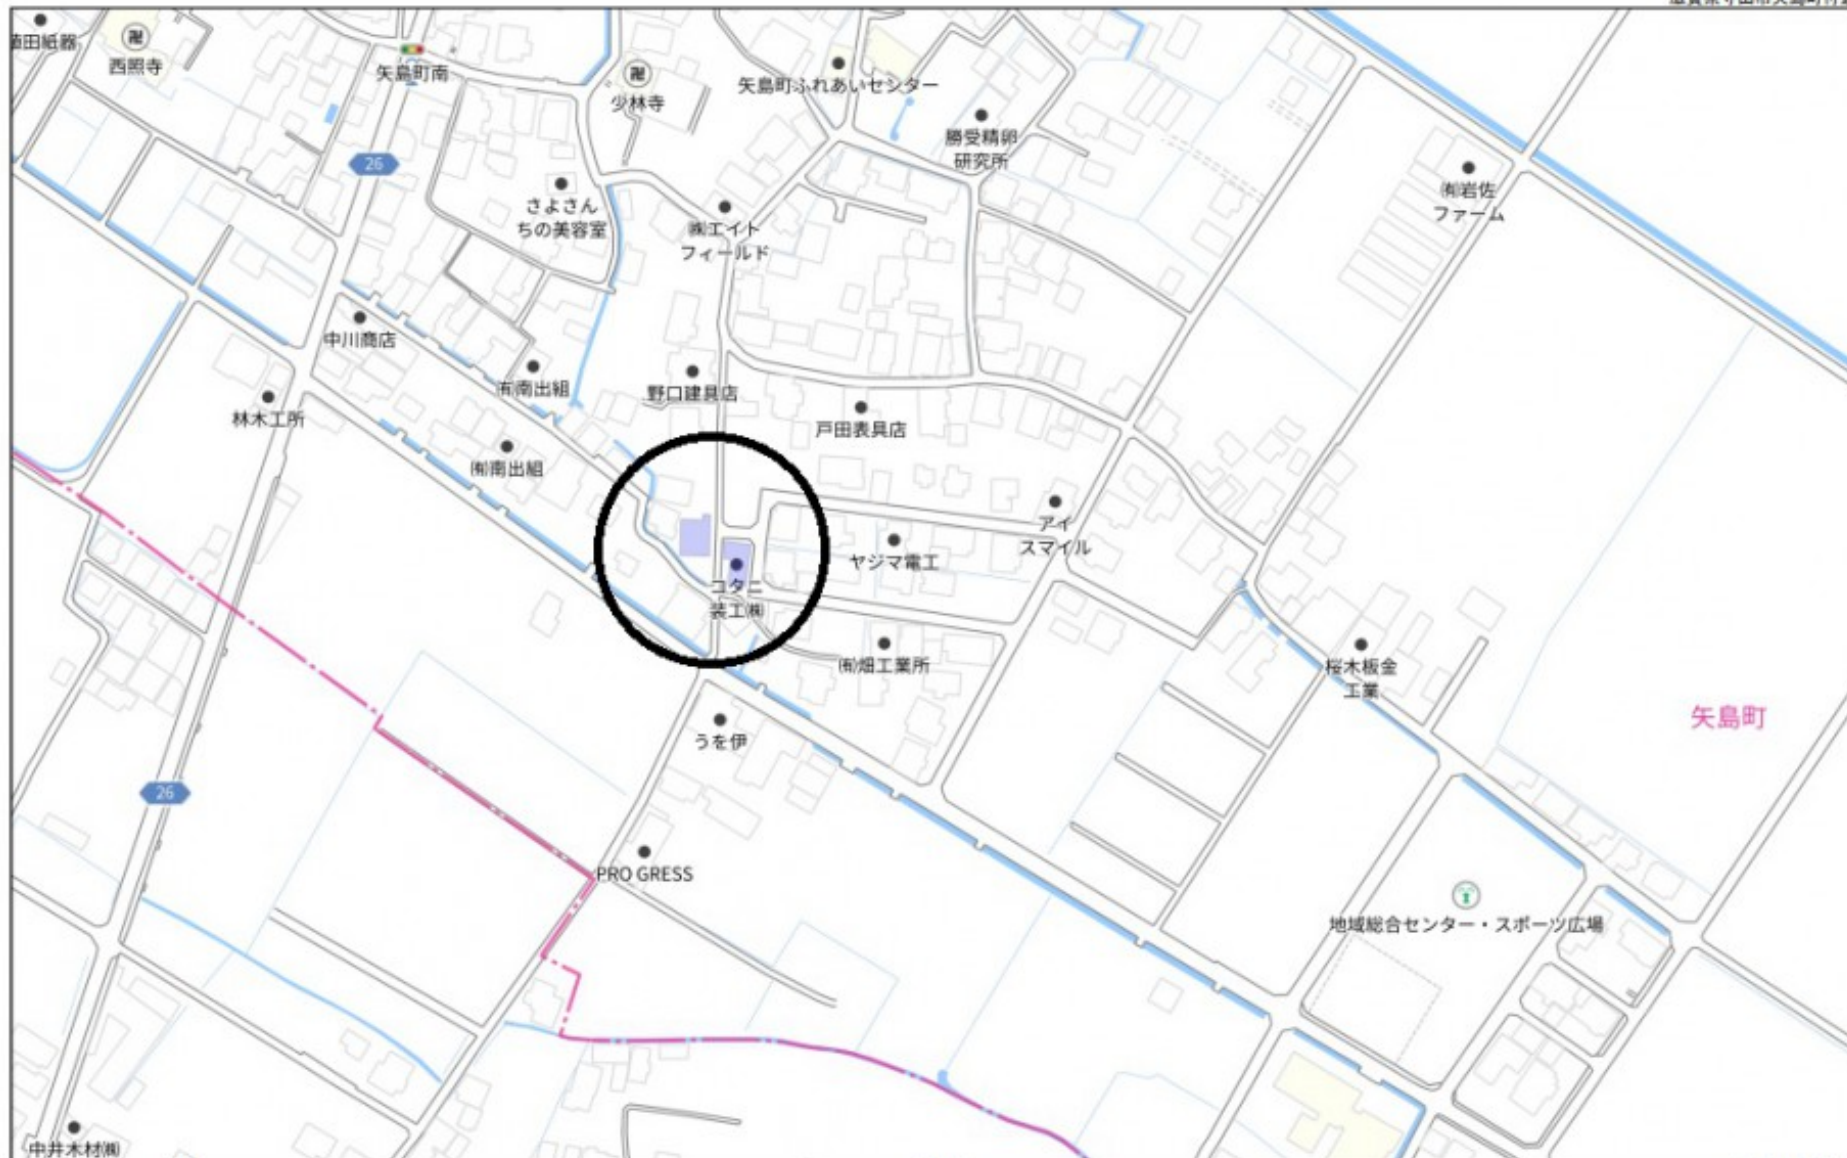 西照寺
矢島町南
少林寺
矢島町ふれあいセンター
勝受精卵
研究所
㈲岩佐
ファーム
26
さよさん
ちの美容室
㈱エイト
フィールド
中川商店
㈲南出組
野口建具店
林木工所
戸田表具店
㈲南出組
アイ
スマイル
ヤジマ電工
コタニ
装工㈱
㈲畑工業所
桜木板金
工業
矢島町
うを伊
26
PRO GRESS
地域総合センター・スポーツ広場
中井木材㈱